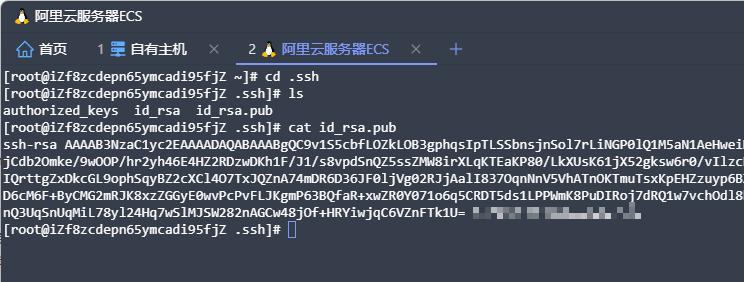 阿里云服务器ECS
首页 1 自有主机 × 2 阿里云服务器ECS × +
[root@iZf8zcdepn65ymcadi95fjZ ~]# cd .ssh
[root@iZf8zcdepn65ymcadi95fjZ .ssh]# ls
authorized_keys id_rsa id_rsa.pub
[root@iZf8zcdepn65ymcadi95fjZ .ssh]# cat id_rsa.pub
ssh-rsa AAAAB3NzaC1yc2EAAAADAQABAAABgQC9v1S5cbfLOZkLOB3gphqsIpTLSSbnsjnSol7rLiNGP0lQ1M5aN1AeHwei
jCdb2Omke/9wOOP/hr2yh46E4HZ2RDzwDKh1F/J1/s8vpdSnQZ5ssZMW8irXLqKTEaKP80/LkXUsK61jX52gksw6r0/vIlzc
IQrttgZxDkcGL9ophSqyBZ2cXCl4O7TxJQZnA74mDR6D36JF0ljVg02RJjAalI837OqnNnV5VhATnOKTmuTsxKpEHZzuyp6B
D6cM6F+ByCMG2mRJK8xzZGGyE0wvPcPvFLJKgmP63BQfaR+xwZR0Y071o6q5CRDT5ds1LPPWmK8PuDIRoj7dRQ1w7vchOdl8
nQ3UqSnUqMiL78yl24Hq7wSlMJSW282nAGCw48jOf+HRYiwjqC6VZnFTk1U=
[root@iZf8zcdepn65ymcadi95fjZ .ssh]#